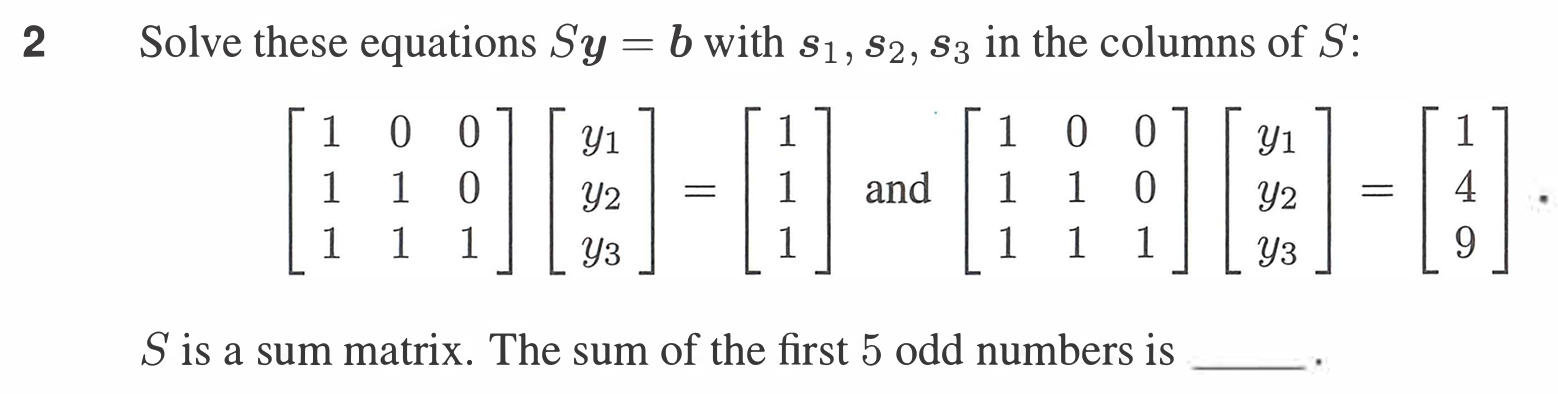 2 Solve these equations Sy = b with s₁, s₂, s₃ in the columns of S:
[1 0 0; 1 1 0; 1 1 1] [y₁; y₂; y₃] = [1; 1; 1] and [1 0 0; 1 1 0; 1 1 1] [y₁; y₂; y₃] = [1; 4; 9].
S is a sum matrix. The sum of the first 5 odd numbers is ______.